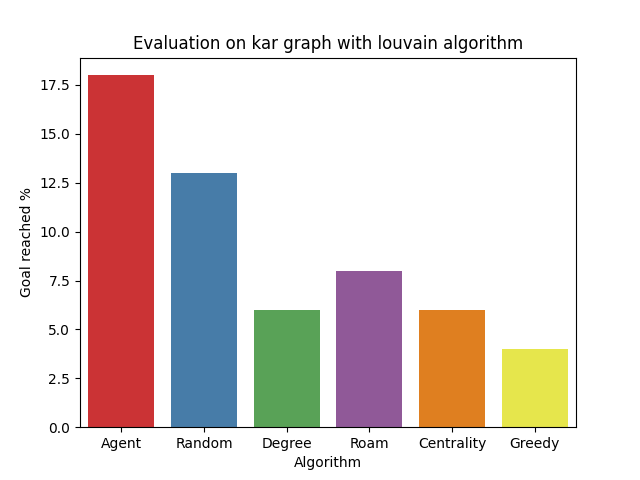 Evaluation on kar graph with louvain algorithm
Goal reached %
17.5
15.0
12.5
10.0
7.5
5.0
2.5
0.0
Agent Random Degree Roam Centrality Greedy
Algorithm